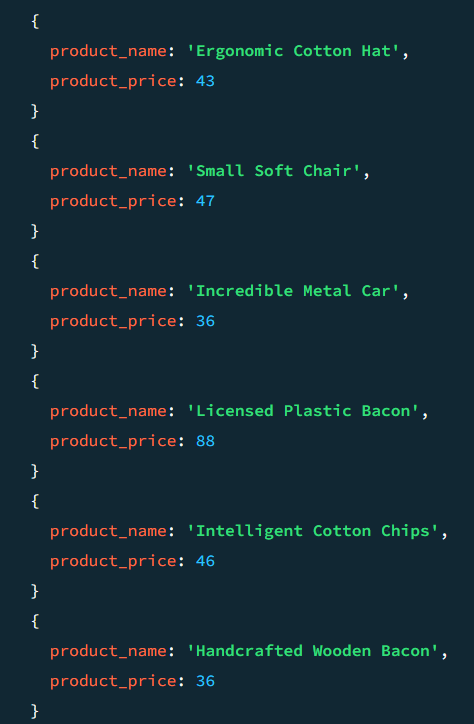 {
product_name: 'Ergonomic Cotton Hat',
product_price: 43
}
{
product_name: 'Small Soft Chair',
product_price: 47
}
{
product_name: 'Incredible Metal Car',
product_price: 36
}
{
product_name: 'Licensed Plastic Bacon',
product_price: 88
}
{
product_name: 'Intelligent Cotton Chips',
product_price: 46
}
{
product_name: 'Handcrafted Wooden Bacon',
product_price: 36
}